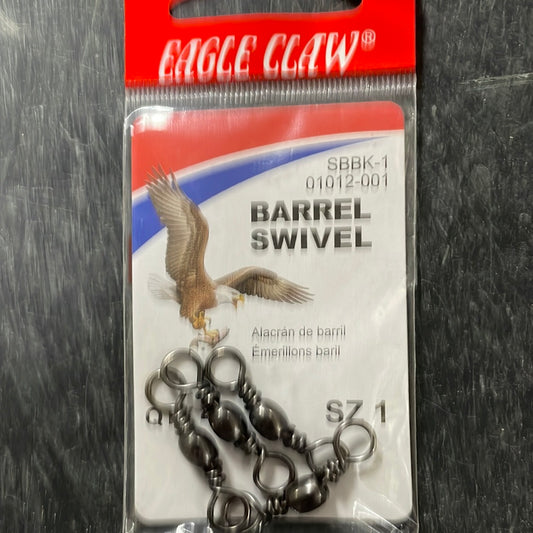 EAGLE CLAW®
SBBK-1
01012-001
BARREL
SWIVEL
Alacrán de barril
Émerillons baril
SZ 1